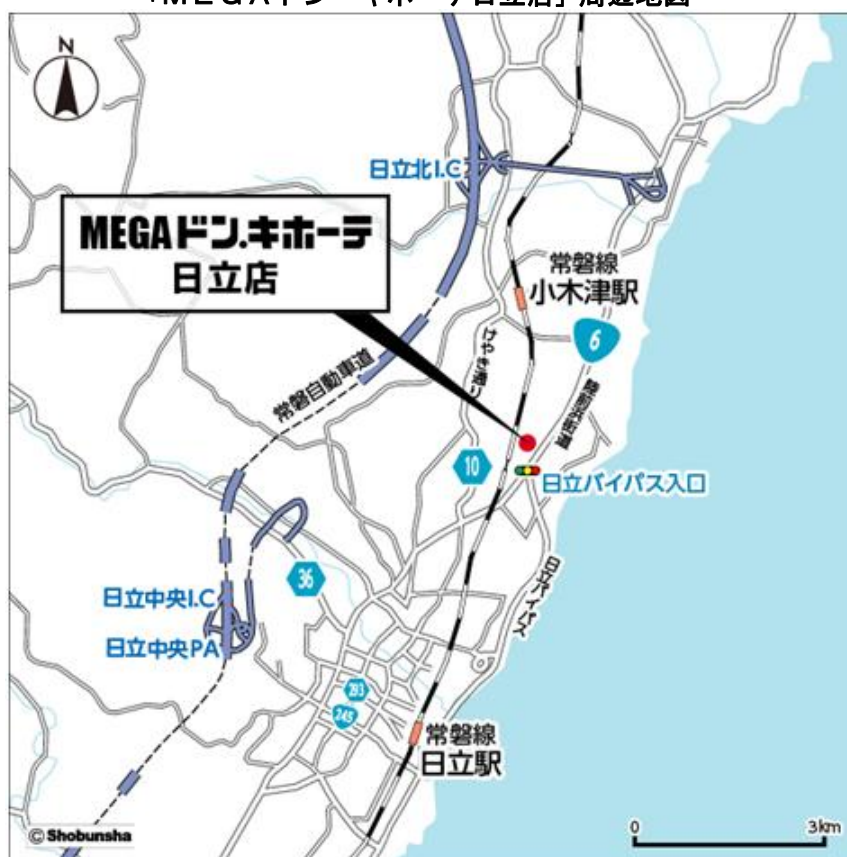 N
日立北I.C
MEGAドン.キホーテ
日立店
常磐線
小木津駅
6
けやき通り
常磐自動車道
陸前浜街道
10
日立バイパス入口
36
日立バイパス
日立中央I.C
日立中央PA
293
245
常磐線
日立駅
© Shobunsha
0 3km